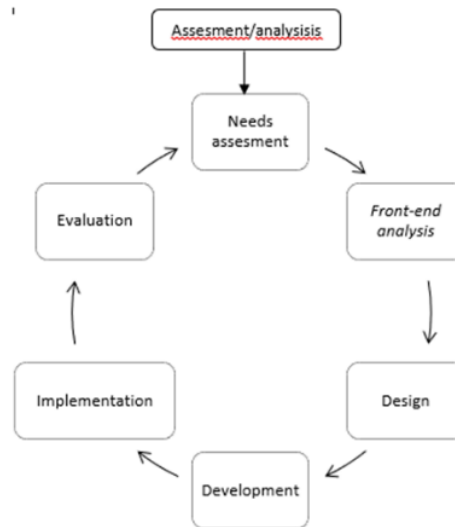 Assesment/analysisis
Needs
assesment
Evaluation
Front-end
analysis
Implementation
Design
Development